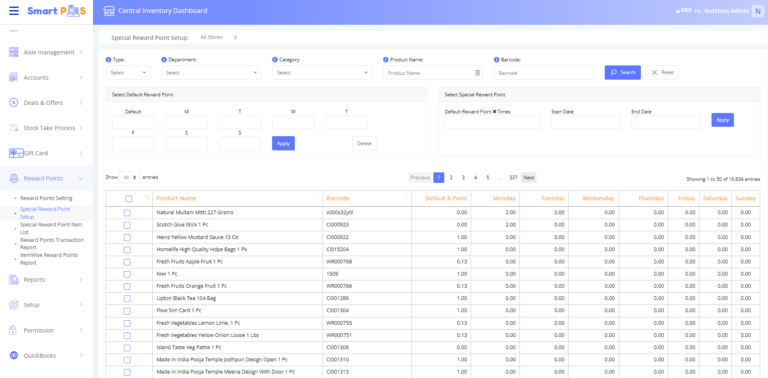 Smart POS
Central Inventory Dashboard
Hi, Netclues Admin N
Special Reward Point Setup: All Stores +
Aisle management
Accounts
Deals & Offers
Stock Take Process
Gift Card
Reward Points
Reward Points Setting
Special Reward Point
Setup
Special Reward Point Item
List
Reward Points Transaction
Report
ItemWise Reward Points
Report
Reports
Setup
Permission
QuickBooks
Type: Department: Category: Product Name: Barcode:
Select Select Select Product Name Barcode Search Reset
Select Default Reward Point
Default M T W T
F S S Apply Delete
Select Special Reward Point
Default Reward Point × Times Start Date End Date Apply
Show 50 entries
Previous 1 2 3 4 5 ... 337 Next
Showing 1 to 50 of 16,834 entries
Product Name Barcode Default R.Point Monday Tuesday Wednesday Thursday Friday Saturday Sunday
Natural Multani Mitti 227 Grams x000s32y0l 0.00 2.00 0.00 0.00 0.00 0.00 0.00 0.00
Scotch Glue Stick 1 Pc CI000923 0.00 2.00 0.00 0.00 0.00 0.00 0.00 0.00
Heinz Yellow Mustard Sauce 13 Oz CI000922 1.00 0.00 0.00 0.00 0.00 0.00 0.00 0.00
Homelife High Quality Hdpe Bags 1 Pk CI015204 1.00 0.00 0.00 0.00 0.00 0.00 0.00 0.00
Fresh Fruits Apple Fruit 1 Pc WR000768 0.13 0.00 0.00 0.00 0.00 0.00 0.00 0.00
Kiwi 1 Pc 1509 1.00 0.00 0.00 0.00 0.00 0.00 0.00 0.00
Fresh Fruits Orange Fruit 1 Pc WR000766 0.13 0.00 0.00 0.00 0.00 0.00 0.00 0.00
Lipton Black Tea 104 Bag CI001286 1.00 0.00 0.00 0.00 0.00 0.00 0.00 0.00
Flow Sim Card 1 Pc CI001304 1.00 0.00 0.00 0.00 0.00 0.00 0.00 0.00
Fresh Vegetables Lemon Lime, 1 Pc WR000755 0.13 0.00 0.00 0.00 0.00 0.00 0.00 0.00
Fresh Vegetables Yellow Onion Loose 1 Lbs WR000751 0.13 0.00 0.00 0.00 0.00 0.00 0.00 0.00
Island Taste Veg Pattie 1 Pc CI001306 1.00 0.00 0.00 0.00 0.00 0.00 0.00 0.00
Made In India Pooja Temple Jodhpuri Design Open 1 Pc CI001310 1.00 0.00 0.00 0.00 0.00 0.00 0.00 0.00
Made In India Pooja Temple Meena Design With Door 1 Pc CI001313 1.00 0.00 0.00 0.00 0.00 0.00 0.00 0.00